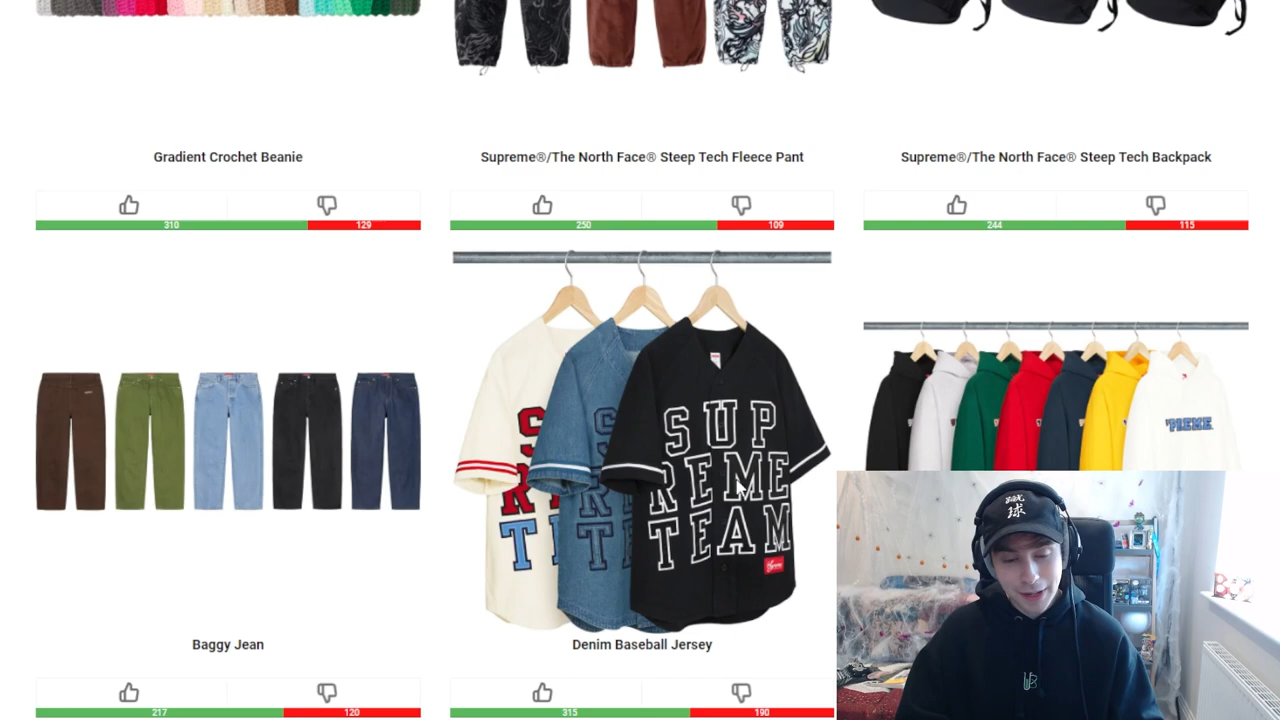 Gradient Crochet Beanie
Supreme®/The North Face® Steep Tech Fleece Pant
Supreme®/The North Face® Steep Tech Backpack
310
129
250
109
244
115
SUP
REME
TEAM
Baggy Jean
Denim Baseball Jersey
217
120
315
190